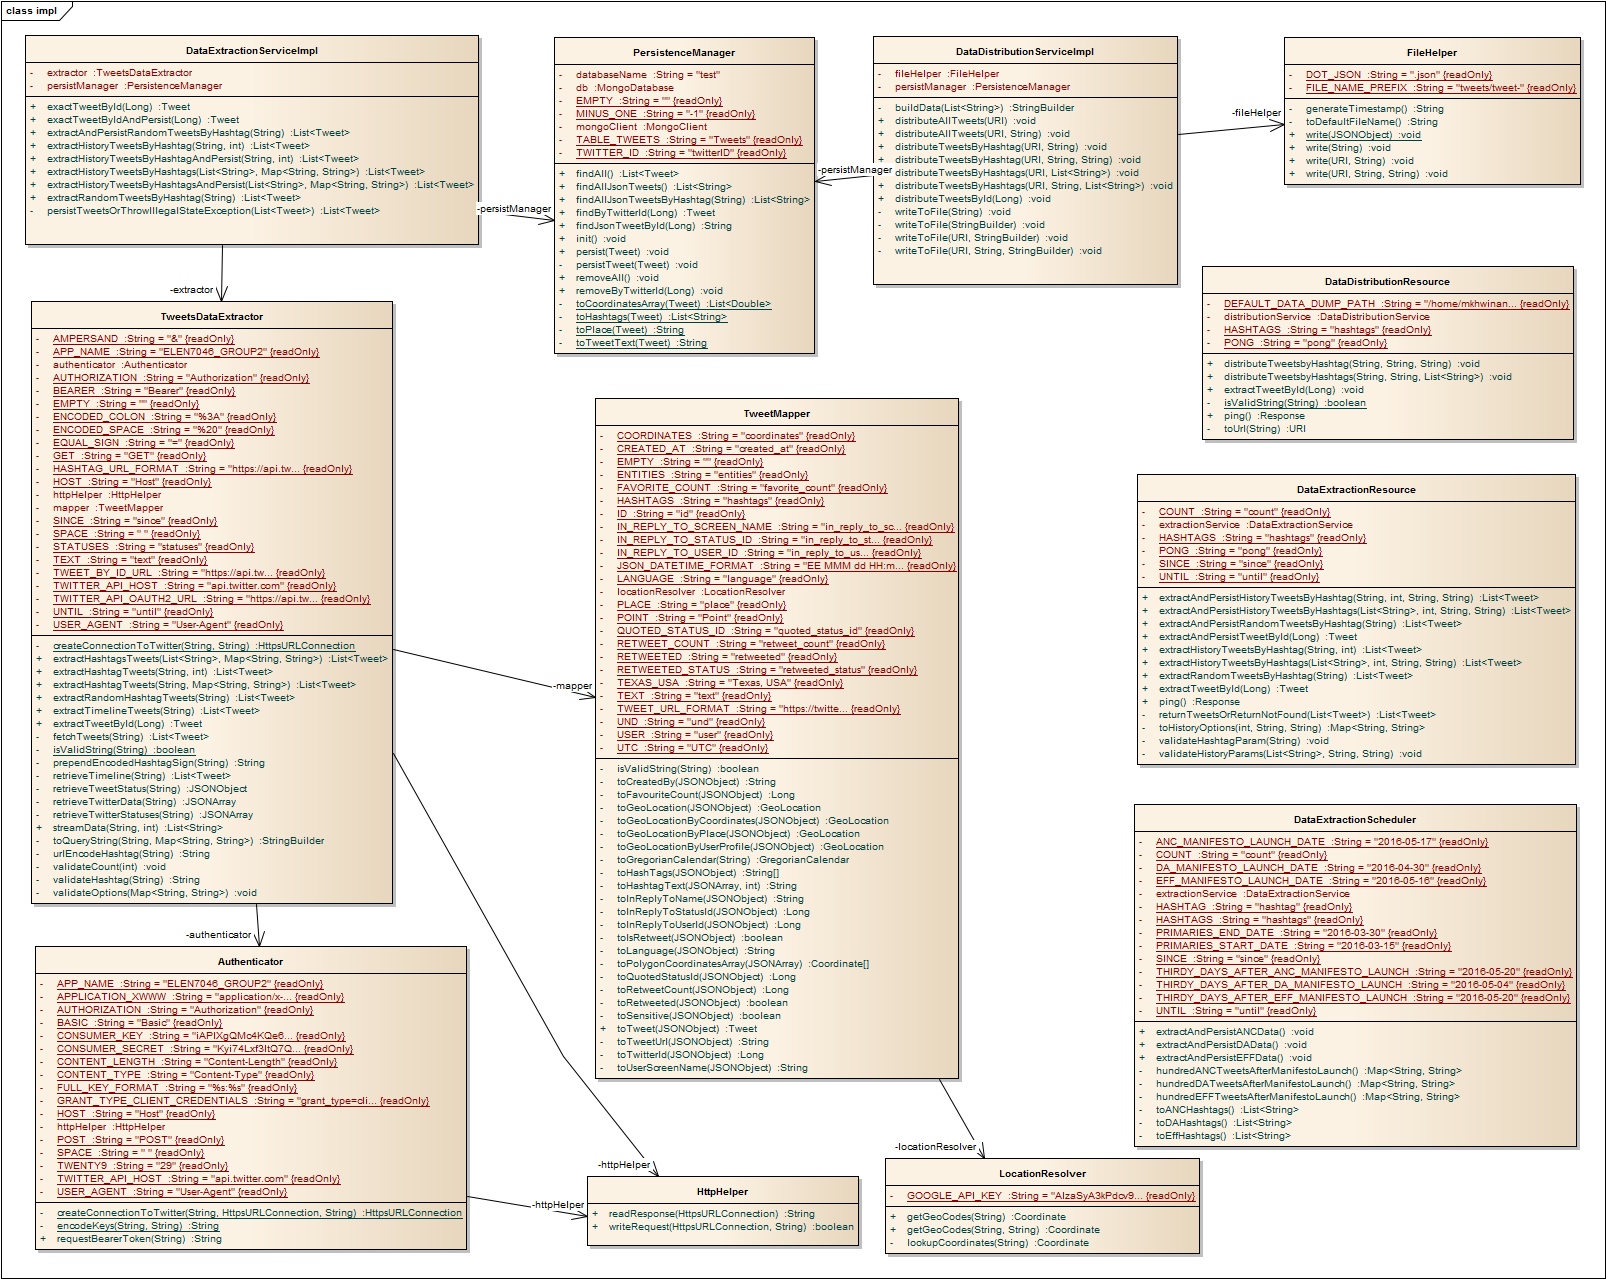 class impl
DataExtractionServiceImpl
- extractor :TweetsDataExtractor
- persistManager :PersistenceManager
+ exactTweetById(Long) :Tweet
+ exactTweetByIdAndPersist(Long) :Tweet
+ extractAndPersistRandomTweetsByHashtag(String) :List<Tweet>
+ extractHistoryTweetsByHashtag(String, int) :List<Tweet>
+ extractHistoryTweetsByHashtagAndPersist(String, int) :List<Tweet>
+ extractHistoryTweetsByHashtags(List<String>, Map<String, String>) :List<Tweet>
+ extractHistoryTweetsByHashtagsAndPersist(List<String>, Map<String, String>) :List<Tweet>
+ extractRandomTweetsByHashtag(String) :List<Tweet>
- persistTweetsOrThrowIllegalStateException(List<Tweet>) :List<Tweet>
-persistManager
-extractor
PersistenceManager
- databaseName :String = "test"
- db :MongoDatabase
- EMPTY :String = "" {readOnly}
- MINUS_ONE :String = "-1" {readOnly}
- mongoClient :MongoClient
- TABLE_TWEETS :String = "Tweets" {readOnly}
- TWITTER_ID :String = "twitterID" {readOnly}
+ findAll() :List<Tweet>
+ findAllJsonTweets() :List<String>
+ findAllJsonTweetsByHashtag(String) :List<String>
+ findByTwitterId(Long) :Tweet
+ findJsonTweetById(Long) :String
+ init() :void
+ persist(Tweet) :void
- persistTweet(Tweet) :void
+ removeAll() :void
+ removeByTwitterId(Long) :void
- toCoordinatesArray(Tweet) :List<Double>
- toHashtags(Tweet) :List<String>
- toPlace(Tweet) :String
- toTweetText(Tweet) :String
DataDistributionServiceImpl
- fileHelper :FileHelper
- persistManager :PersistenceManager
- buildData(List<String>) :StringBuilder
+ distributeAllTweets(URI) :void
+ distributeAllTweets(URI, String) :void
+ distributeTweetsByHashtag(URI, String) :void
+ distributeTweetsByHashtag(URI, String, String) :void
+ distributeTweetsByHashtags(URI, List<String>) :void
+ distributeTweetsByHashtags(URI, String, List<String>) :void
+ distributeTweetsById(Long) :void
- writeToFile(String) :void
- writeToFile(StringBuilder) :void
- writeToFile(URI, StringBuilder) :void
- writeToFile(URI, String, StringBuilder) :void
-persistManager
-fileHelper
FileHelper
- DOT_JSON :String = ".json" {readOnly}
- FILE_NAME_PREFIX :String = "tweets/tweet-" {readOnly}
- generateTimestamp() :String
- toDefaultFileName() :String
+ write(JSONObject) :void
+ write(String) :void
+ write(URI, String) :void
+ write(URI, String, String) :void
DataDistributionResource
- DEFAULT_DATA_DUMP_PATH :String = "/home/mkhwinan... {readOnly}
- distributionService :DataDistributionService
- HASHTAGS :String = "hashtags" {readOnly}
- PONG :String = "pong" {readOnly}
+ distributeTweetsbyHashtag(String, String, String) :void
+ distributeTweetsbyHashtags(String, String, List<String>) :void
+ extractTweetById(Long) :void
- isValidString(String) :boolean
+ ping() :Response
- toUrl(String) :URI
TweetsDataExtractor
- AMPERSAND :String = "&" {readOnly}
- APP_NAME :String = "ELEN7046_GROUP2" {readOnly}
- authenticator :Authenticator
- AUTHORIZATION :String = "Authorization" {readOnly}
- BEARER :String = "Bearer" {readOnly}
- EMPTY :String = "" {readOnly}
- ENCODED_COLON :String = "%3A" {readOnly}
- ENCODED_SPACE :String = "%20" {readOnly}
- EQUAL_SIGN :String = "=" {readOnly}
- GET :String = "GET" {readOnly}
- HASHTAG_URL_FORMAT :String = "https://api.tw... {readOnly}
- HOST :String = "Host" {readOnly}
- httpHelper :HttpHelper
- mapper :TweetMapper
- SINCE :String = "since" {readOnly}
- SPACE :String = " " {readOnly}
- STATUSES :String = "statuses" {readOnly}
- TEXT :String = "text" {readOnly}
- TWEET_BY_ID_URL :String = "https://api.tw... {readOnly}
- TWITTER_API_HOST :String = "api.twitter.com" {readOnly}
- TWITTER_API_OAUTH2_URL :String = "https://api.tw... {readOnly}
- UNTIL :String = "until" {readOnly}
- USER_AGENT :String = "User-Agent" {readOnly}
- createConnectionToTwitter(String, String) :HttpsURLConnection
+ extractHashtagsTweets(List<String>, Map<String, String>) :List<Tweet>
+ extractHashtagTweets(String, int) :List<Tweet>
+ extractHashtagTweets(String, Map<String, String>) :List<Tweet>
+ extractRandomHashtagTweets(String) :List<Tweet>
+ extractTimelineTweets(String) :List<Tweet>
+ extractTweetById(Long) :Tweet
- fetchTweets(String) :List<Tweet>
- isValidString(String) :boolean
- prependEncodedHashtagSign(String) :String
- retrieveTimeline(String) :List<Tweet>
- retrieveTweetStatus(String) :JSONObject
- retrieveTwitterData(String) :JSONArray
- retrieveTwitterStatuses(String) :JSONArray
+ streamData(String, int) :List<String>
- toQueryString(String, Map<String, String>) :StringBuilder
- urlEncodeHashtag(String) :String
- validateCount(int) :void
- validateHashtag(String) :String
- validateOptions(Map<String, String>) :void
-mapper
-authenticator
-httpHelper
TweetMapper
- COORDINATES :String = "coordinates" {readOnly}
- CREATED_AT :String = "created_at" {readOnly}
- EMPTY :String = "" {readOnly}
- ENTITIES :String = "entities" {readOnly}
- FAVORITE_COUNT :String = "favorite_count" {readOnly}
- HASHTAGS :String = "hashtags" {readOnly}
- ID :String = "id" {readOnly}
- IN_REPLY_TO_SCREEN_NAME :String = "in_reply_to_sc... {readOnly}
- IN_REPLY_TO_STATUS_ID :String = "in_reply_to_st... {readOnly}
- IN_REPLY_TO_USER_ID :String = "in_reply_to_us... {readOnly}
- JSON_DATETIME_FORMAT :String = "EE MMM dd HH:m... {readOnly}
- LANGUAGE :String = "language" {readOnly}
- locationResolver :LocationResolver
- PLACE :String = "place" {readOnly}
- POINT :String = "Point" {readOnly}
- QUOTED_STATUS_ID :String = "quoted_status_id" {readOnly}
- RETWEET_COUNT :String = "retweet_count" {readOnly}
- RETWEETED :String = "retweeted" {readOnly}
- RETWEETED_STATUS :String = "retweeted_status" {readOnly}
- TEXAS_USA :String = "Texas, USA" {readOnly}
- TEXT :String = "text" {readOnly}
- TWEET_URL_FORMAT :String = "https://twitte... {readOnly}
- UND :String = "und" {readOnly}
- USER :String = "user" {readOnly}
- UTC :String = "UTC" {readOnly}
- isValidString(String) :boolean
- toCreatedBy(JSONObject) :String
- toFavouriteCount(JSONObject) :Long
- toGeoLocation(JSONObject) :GeoLocation
- toGeoLocationByCoordinates(JSONObject) :GeoLocation
- toGeoLocationByPlace(JSONObject) :GeoLocation
- toGeoLocationByUserProfile(JSONObject) :GeoLocation
- toGregorianCalendar(String) :GregorianCalendar
- toHashTags(JSONObject) :String[]
- toHashtagText(JSONArray, int) :String
- toInReplyToName(JSONObject) :String
- toInReplyToStatusId(JSONObject) :Long
- toInReplyToUserId(JSONObject) :Long
- toIsRetweet(JSONObject) :boolean
- toLanguage(JSONObject) :String
- toPolygonCoordinatesArray(JSONArray) :Coordinate[]
- toQuotedStatusId(JSONObject) :Long
- toRetweetCount(JSONObject) :Long
- toRetweeted(JSONObject) :boolean
- toSensitive(JSONObject) :boolean
+ toTweet(JSONObject) :Tweet
- toTweetUrl(JSONObject) :String
- toTwitterId(JSONObject) :Long
- toUserScreenName(JSONObject) :String
-locationResolver
DataExtractionResource
- COUNT :String = "count" {readOnly}
- extractionService :DataExtractionService
- HASHTAGS :String = "hashtags" {readOnly}
- PONG :String = "pong" {readOnly}
- SINCE :String = "since" {readOnly}
- UNTIL :String = "until" {readOnly}
+ extractAndPersistHistoryTweetsByHashtag(String, int, String, String) :List<Tweet>
+ extractAndPersistHistoryTweetsByHashtags(List<String>, int, String, String) :List<Tweet>
+ extractAndPersistRandomTweetsByHashtag(String) :List<Tweet>
+ extractAndPersistTweetById(Long) :Tweet
+ extractHistoryTweetsByHashtag(String, int) :List<Tweet>
+ extractHistoryTweetsByHashtags(List<String>, int, String, String) :List<Tweet>
+ extractRandomTweetsByHashtag(String) :List<Tweet>
+ extractTweetById(Long) :Tweet
+ ping() :Response
- returnTweetsOrReturnNotFound(List<Tweet>) :List<Tweet>
- toHistoryOptions(int, String, String) :Map<String, String>
- validateHashtagParam(String) :void
- validateHistoryParams(List<String>, String, String) :void
DataExtractionScheduler
- ANC_MANIFESTO_LAUNCH_DATE :String = "2016-05-17" {readOnly}
- COUNT :String = "count" {readOnly}
- DA_MANIFESTO_LAUNCH_DATE :String = "2016-04-30" {readOnly}
- EFF_MANIFESTO_LAUNCH_DATE :String = "2016-05-16" {readOnly}
- extractionService :DataExtractionService
- HASHTAG :String = "hashtag" {readOnly}
- HASHTAGS :String = "hashtags" {readOnly}
- PRIMARIES_END_DATE :String = "2016-03-30" {readOnly}
- PRIMARIES_START_DATE :String = "2016-03-15" {readOnly}
- SINCE :String = "since" {readOnly}
- THIRDY_DAYS_AFTER_ANC_MANIFESTO_LAUNCH :String = "2016-05-20" {readOnly}
- THIRDY_DAYS_AFTER_DA_MANIFESTO_LAUNCH :String = "2016-05-04" {readOnly}
- THIRDY_DAYS_AFTER_EFF_MANIFESTO_LAUNCH :String = "2016-05-20" {readOnly}
- UNTIL :String = "until" {readOnly}
+ extractAndPersistANCData() :void
+ extractAndPersistDAData() :void
+ extractAndPersistEFFData() :void
- hundredANCTweetsAfterManifestoLaunch() :Map<String, String>
- hundredDATweetsAfterManifestoLaunch() :Map<String, String>
- hundredEFFTweetsAfterManifestoLaunch() :Map<String, String>
- toANCHashtags() :List<String>
- toDAHashtags() :List<String>
- toEffHashtags() :List<String>
Authenticator
- APP_NAME :String = "ELEN7046_GROUP2" {readOnly}
- APPLICATION_XWWW :String = "application/x-... {readOnly}
- AUTHORIZATION :String = "Authorization" {readOnly}
- BASIC :String = "Basic" {readOnly}
- CONSUMER_KEY :String = "iAPIXgQMc4KQe6... {readOnly}
- CONSUMER_SECRET :String = "Kyi74Lxf3ItQ7Q... {readOnly}
- CONTENT_LENGTH :String = "Content-Length" {readOnly}
- CONTENT_TYPE :String = "Content-Type" {readOnly}
- FULL_KEY_FORMAT :String = "%s:%s" {readOnly}
- GRANT_TYPE_CLIENT_CREDENTIALS :String = "grant_type=cli... {readOnly}
- HOST :String = "Host" {readOnly}
- httpHelper :HttpHelper
- POST :String = "POST" {readOnly}
- SPACE :String = " " {readOnly}
- TWENTY9 :String = "29" {readOnly}
- TWITTER_API_HOST :String = "api.twitter.com" {readOnly}
- USER_AGENT :String = "User-Agent" {readOnly}
- createConnectionToTwitter(String, HttpsURLConnection, String) :HttpsURLConnection
- encodeKeys(String, String) :String
+ requestBearerToken(String) :String
-httpHelper
HttpHelper
+ readResponse(HttpsURLConnection) :String
+ writeRequest(HttpsURLConnection, String) :boolean
LocationResolver
- GOOGLE_API_KEY :String = "AIzaSyA3kPdcv9... {readOnly}
+ getGeoCodes(String) :Coordinate
+ getGeoCodes(String, String) :Coordinate
- lookupCoordinates(String) :Coordinate